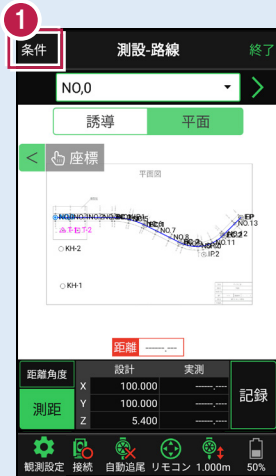 1
条件 測設-路線 終了
NO,0
誘導 平面
< 座標
平面図
NO.7
NO.8
NO.11
NO.13
EP
T-2
IP.2
KH-2
KH-1
距離 -----.---
距離角度 設計 実測
X 100.000 -----.---
測距 Y 100.000 -----.---
Z 5.400 -----.---
記録
観測設定 接続 自動追尾 リモコン 1.000m 50%